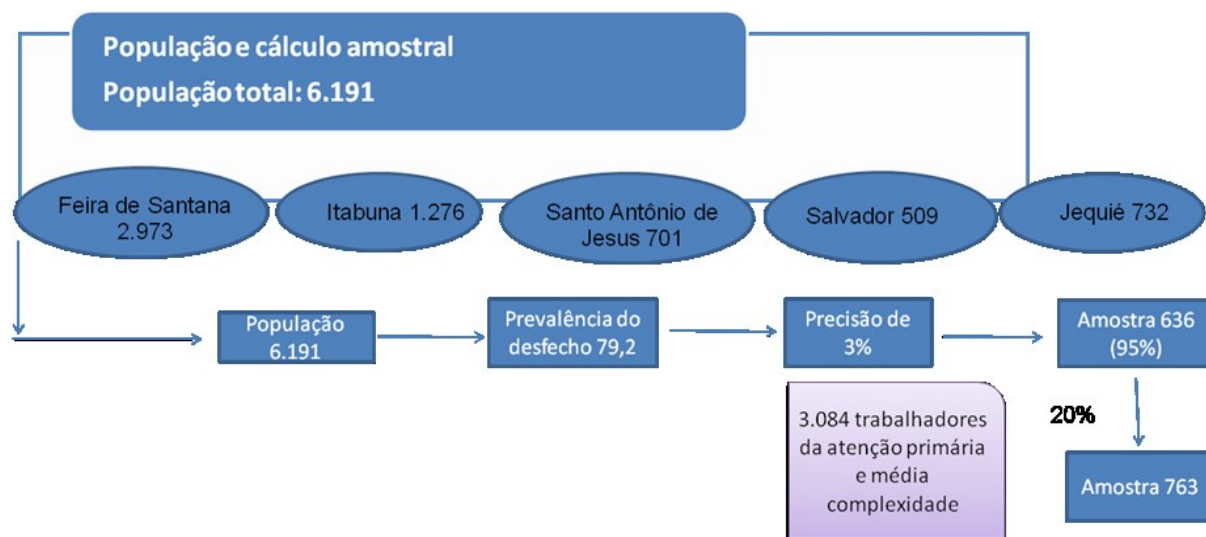 População e cálculo amostral
População total: 6.191
Feira de Santana
2.973
Itabuna 1.276
Santo Antônio de
Jesus 701
Salvador 509
Jequié 732
População
6.191
Prevalência do
desfecho 79,2
Precisão de
3%
Amostra 636
(95%)
3.084 trabalhadores
da atenção primária
e média
complexidade
20%
Amostra 763